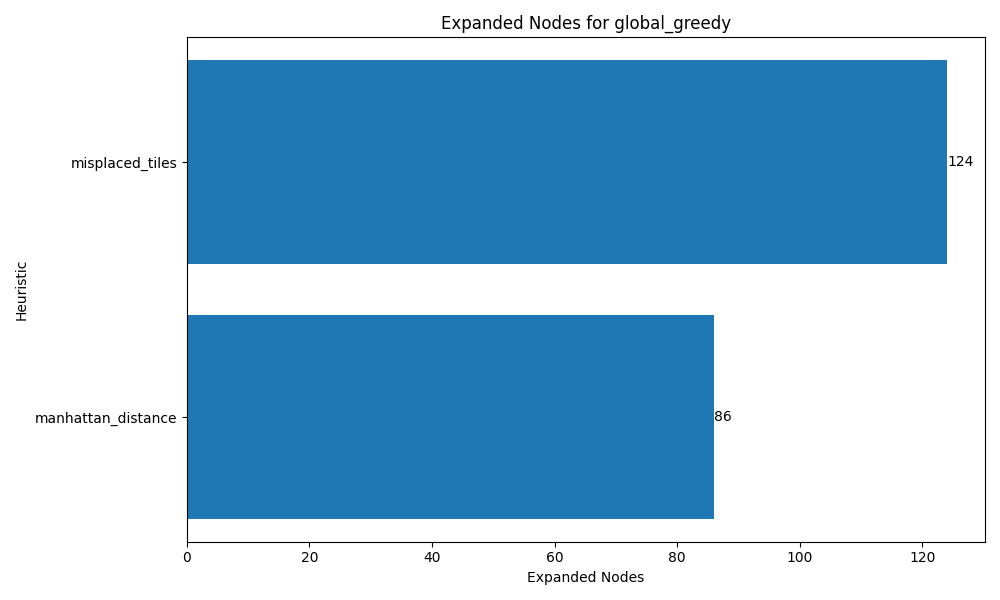 Expanded Nodes for global_greedy
misplaced_tiles
124
Heuristic
manhattan_distance
86
0 20 40 60 80 100 120
Expanded Nodes